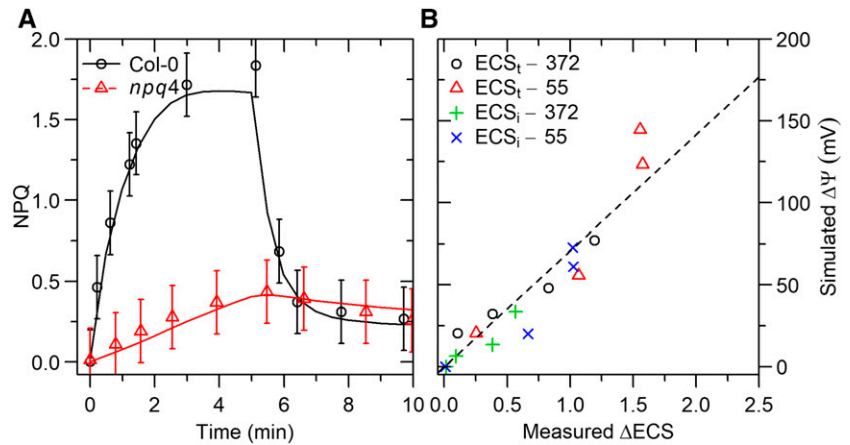 A
B
2.0
1.5
1.0
0.5
0.0
NPQ
Col-0
npq4
0 2 4 6 8 10
Time (min)
ECSt – 372
ECSt – 55
ECSi – 372
ECSi – 55
200
150
100
50
0
Simulated ΔΨ (mV)
0.0 0.5 1.0 1.5 2.0 2.5
Measured ΔECS